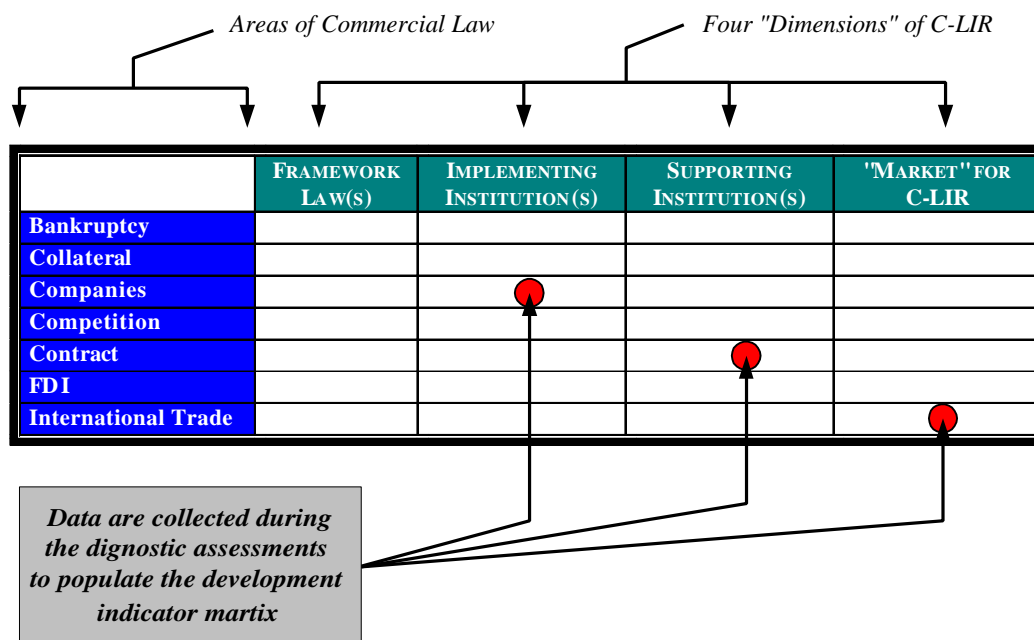 Areas of Commercial Law
Four "Dimensions" of C-LIR
FRAMEWORK LAW(S)
IMPLEMENTING INSTITUTION(S)
SUPPORTING INSTITUTION(S)
"MARKET" FOR C-LIR
Bankruptcy
Collateral
Companies
Competition
Contract
FDI
International Trade
Data are collected during
the dignostic assessments
to populate the development
indicator martix